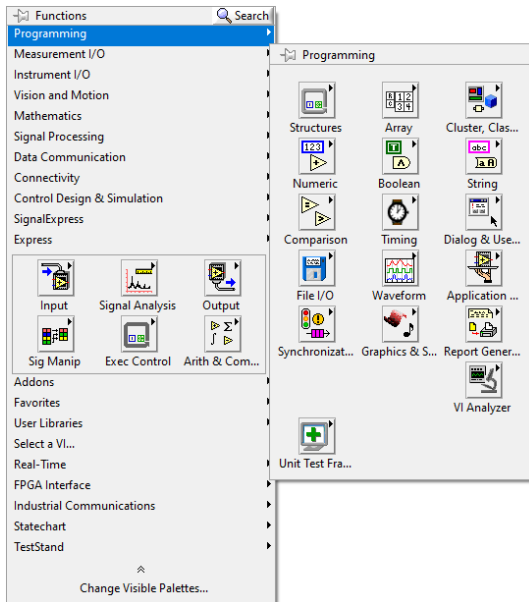 Functions
Search
Programming
Measurement I/O
Instrument I/O
Vision and Motion
Mathematics
Signal Processing
Data Communication
Connectivity
Control Design & Simulation
SignalExpress
Express
Input Signal Analysis Output
Sig Manip Exec Control Arith & Com...
Addons
Favorites
User Libraries
Select a VI...
Real-Time
FPGA Interface
Industrial Communications
Statechart
TestStand
Change Visible Palettes...
Programming
Structures Array Cluster, Clas...
123 T abc
Numeric Boolean String
Comparison Timing Dialog & Use...
File I/O Waveform Application ...
Synchronizat... Graphics & S... Report Gener...
VI Analyzer
Unit Test Fra...